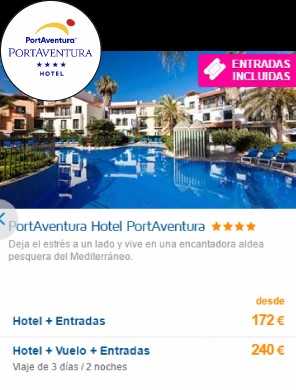 PortAventura
PORTAVENTURA
HOTEL
ENTRADAS
INCLUIDAS
PortAventura Hotel PortAventura
Deja el estrés a un lado y vive en una encantadora aldea
pesquera del Mediterráneo.
desde
Hotel + Entradas 172 €
Hotel + Vuelo + Entradas 240 €
Viaje de 3 días / 2 noches